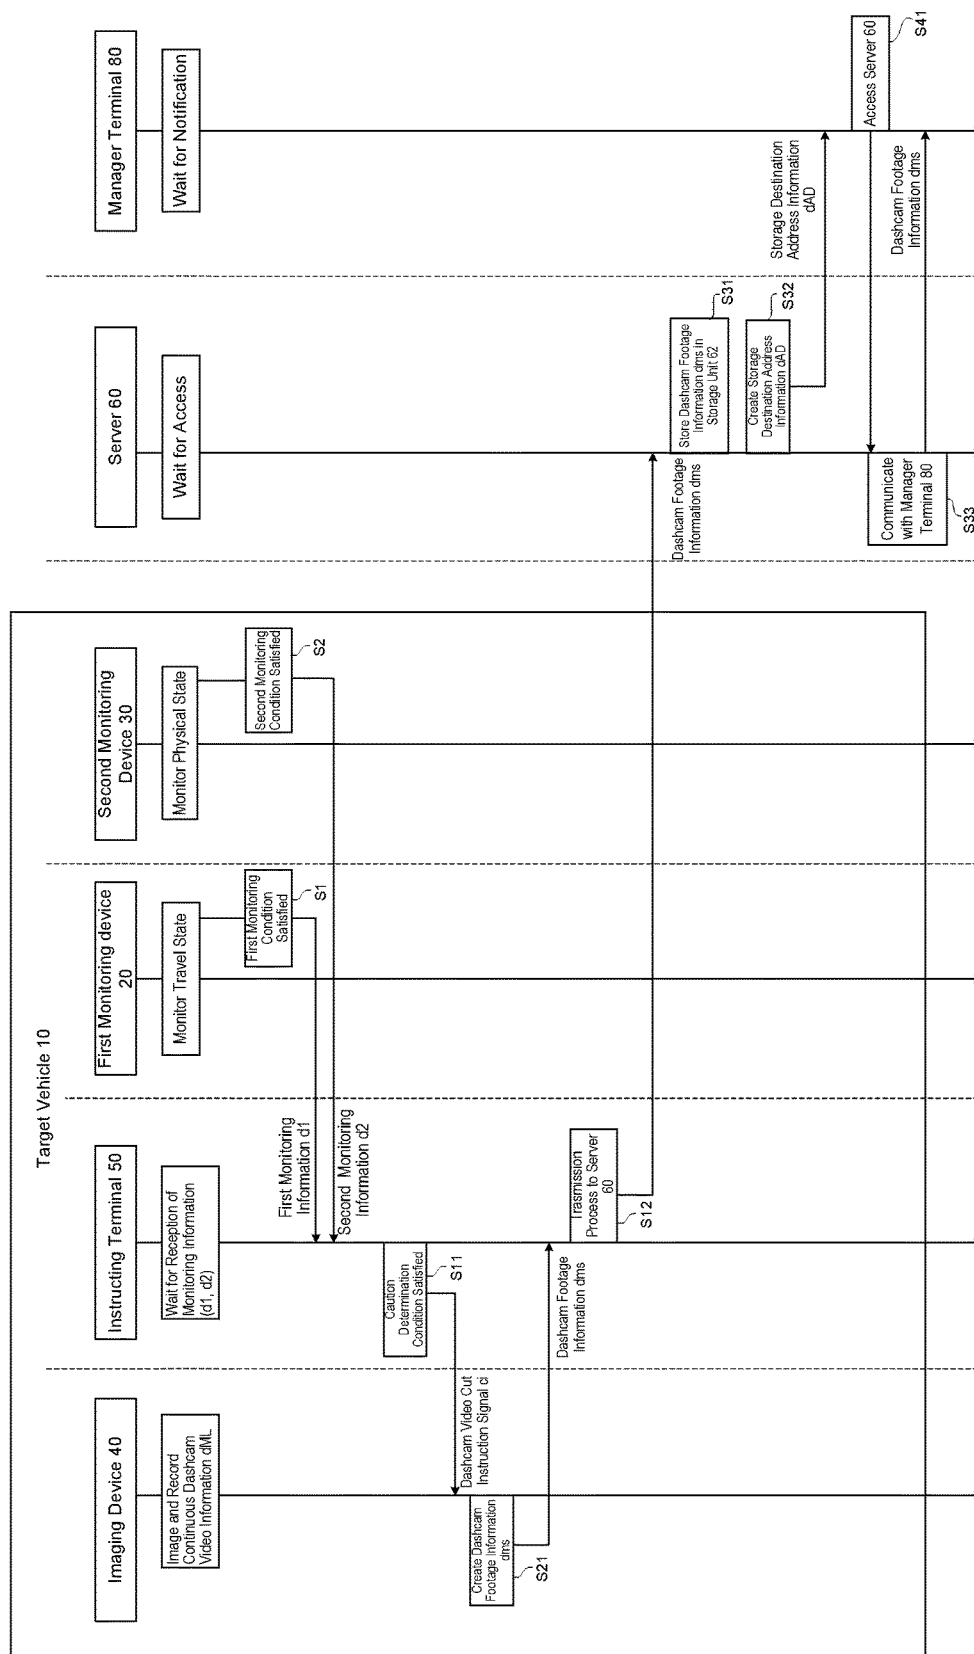 Target Vehicle 10
Imaging Device 40
Instructing Terminal 50
First Monitoring device
20
Second Monitoring
Device 30
Server 60
Manager Terminal 80
Image and Record
Continuous Dashcam
Video Information dML
Wait for Reception of
Monitoring Information
(d1, d2)
Monitor Travel State
Monitor Physical State
Wait for Access
Wait for Notification
First Monitoring
Condition
Satisfied
S1
Second Monitoring
Condition Satisfied
S2
First Monitoring
Information d1
Second Monitoring
Information d2
Caution
Determination
Condition Satisfied
S11
Dashcam Video Cut
Instruction Signal ci
Create Dashcam
Footage Information
dms
S21
Dashcam Footage
Information dms
Trasmission
Process to Server
60
S12
Dashcam Footage
Information dms
Store Dashcam Footage
Information dms in
Storage Unit 62
S31
Create Storage
Destination Address
Information dAD
S32
Storage Destination
Address Information
dAD
Access Server 60
S41
Communicate
with Manager
Terminal 80
S33
Dashcam Footage
Information dms